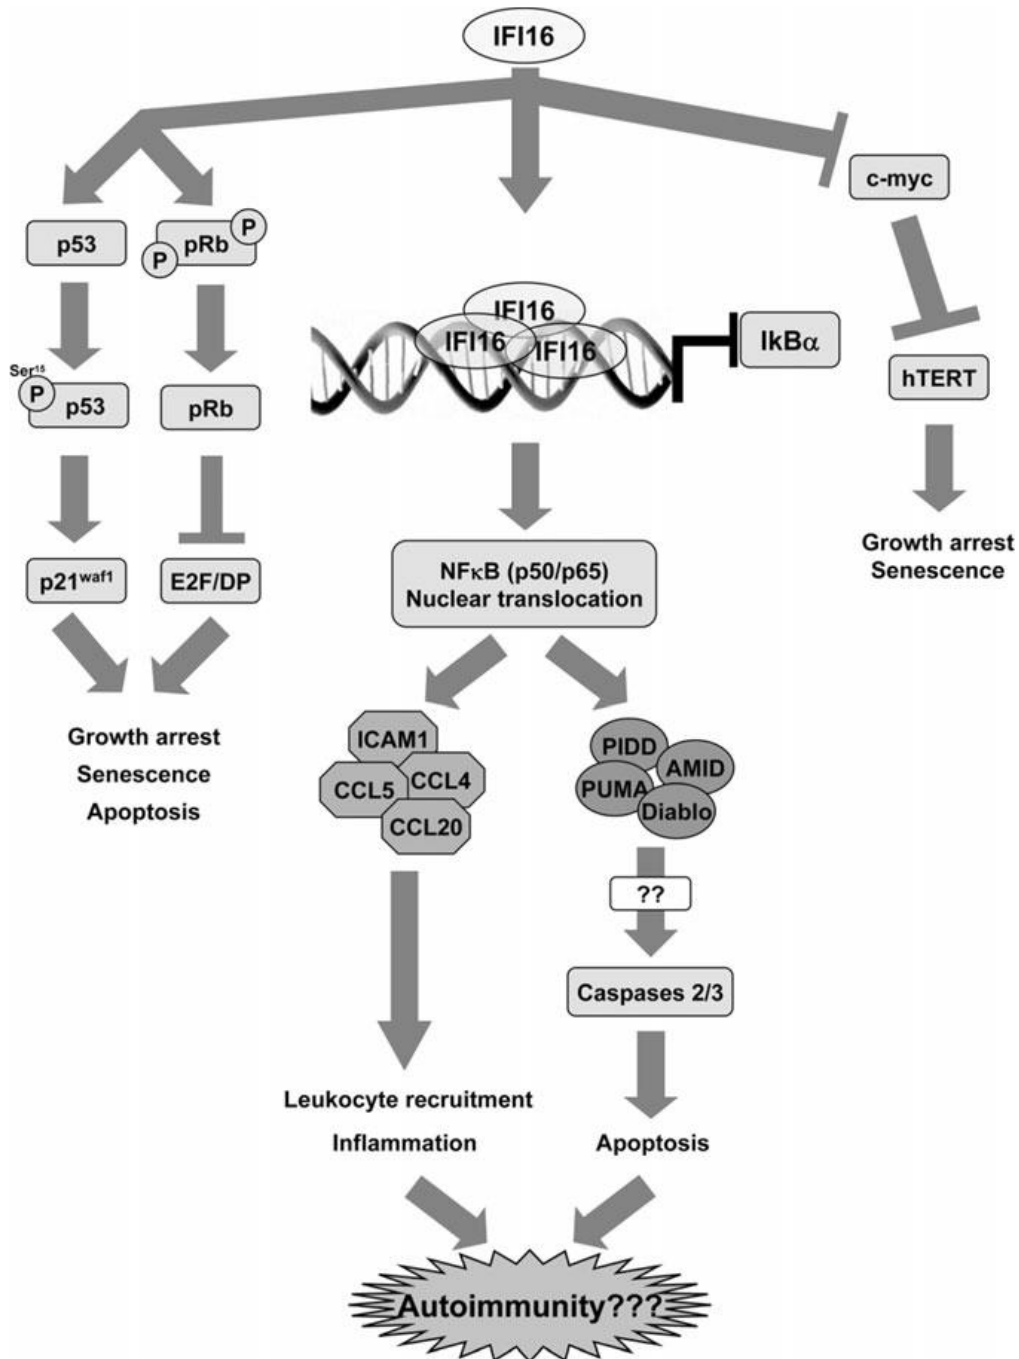 IFI16
c-myc
p53
pRb
P
P
IFI16
IFI16
IFI16
IkBα
hTERT
Ser15
P
p53
pRb
Growth arrest
Senescence
p21waf1
E2F/DP
NFκB (p50/p65)
Nuclear translocation
Growth arrest
Senescence
Apoptosis
ICAM1
CCL4
CCL5
CCL20
PIDD
AMID
PUMA
Diablo
??
Caspases 2/3
Leukocyte recruitment
Inflammation
Apoptosis
Autoimmunity???